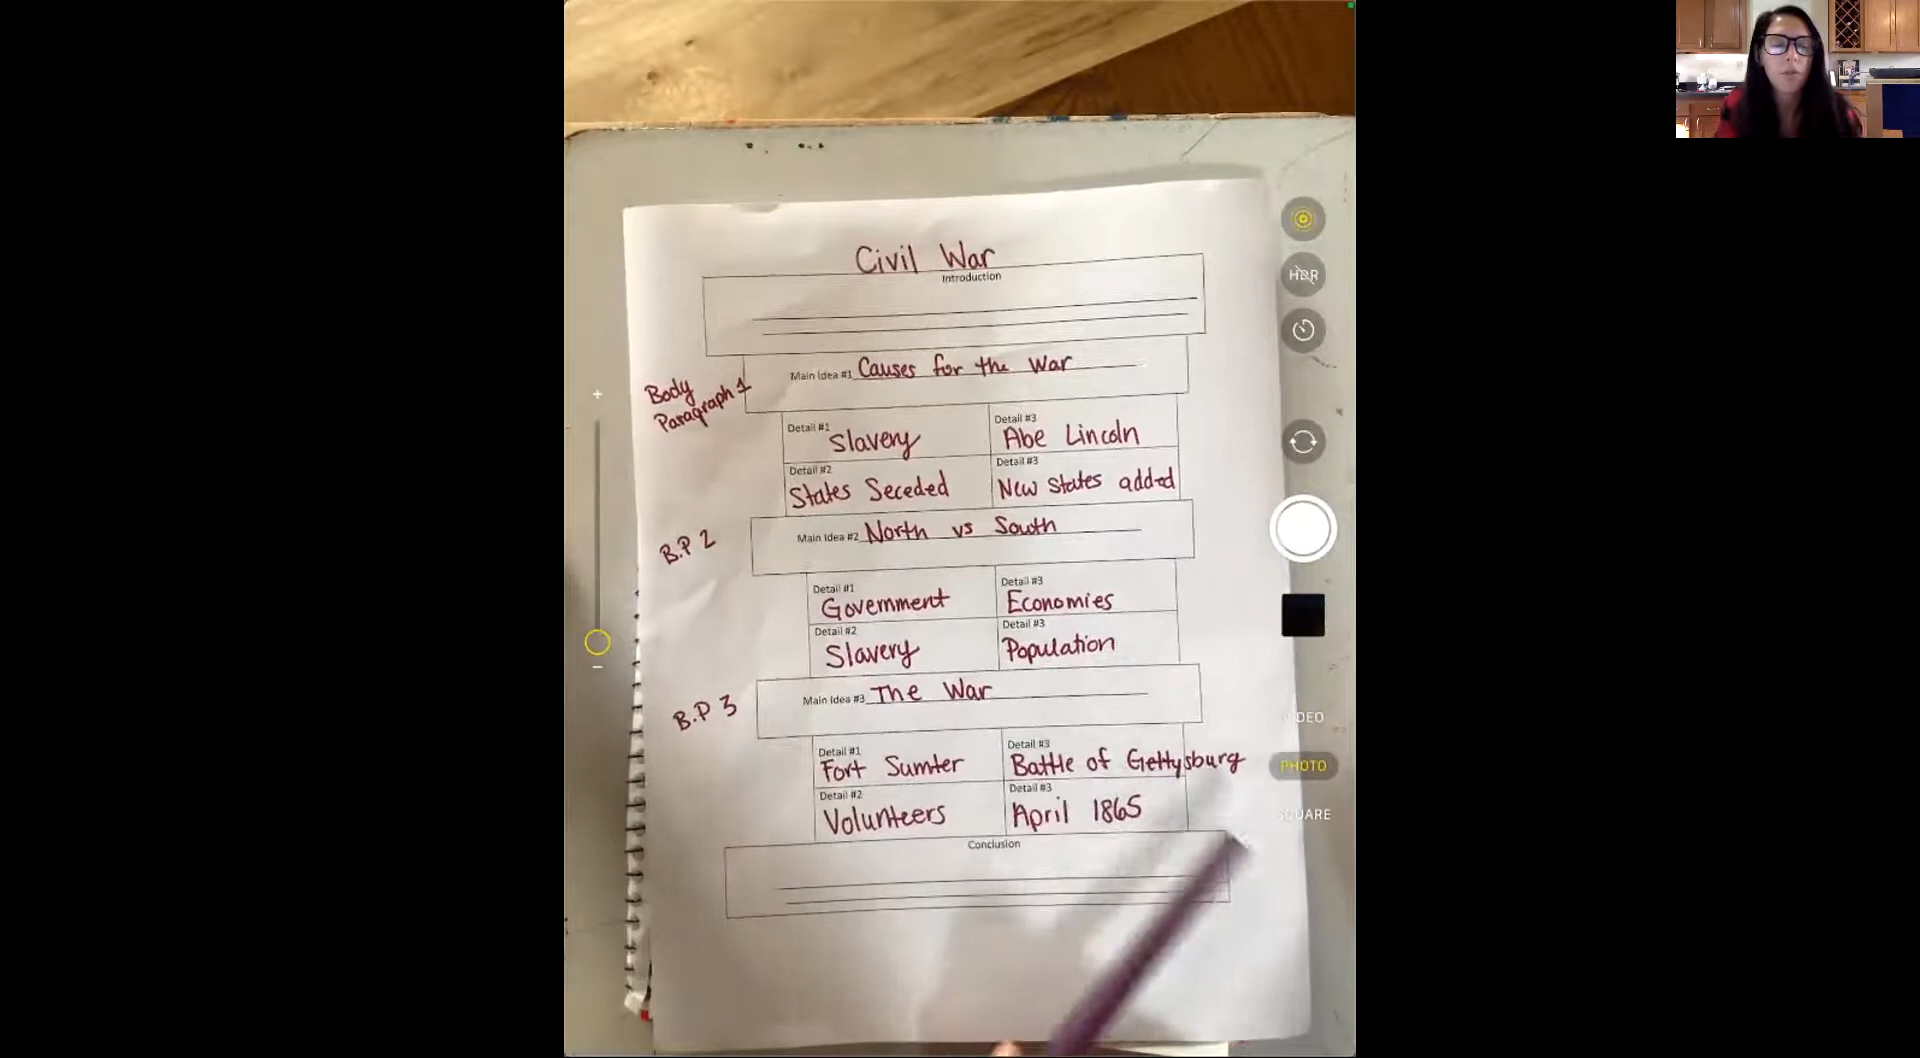 Civil War
Introduction
Main Idea #1 Causes for the War
Body
Paragraph 1
Detail #1 Slavery
Detail #3 Abe Lincoln
Detail #2 States Seceded
Detail #3 New States added
B.P 2
Main Idea #2 North vs South
Detail #1 Government
Detail #3 Economies
Detail #2 Slavery
Detail #3 Population
B.P 3
Main Idea #3 The War
Detail #1 Fort Sumter
Detail #3 Battle of Gettysburg
Detail #2 Volunteers
Detail #3 April 1865
Conclusion
HDR
VIDEO
PHOTO
SQUARE